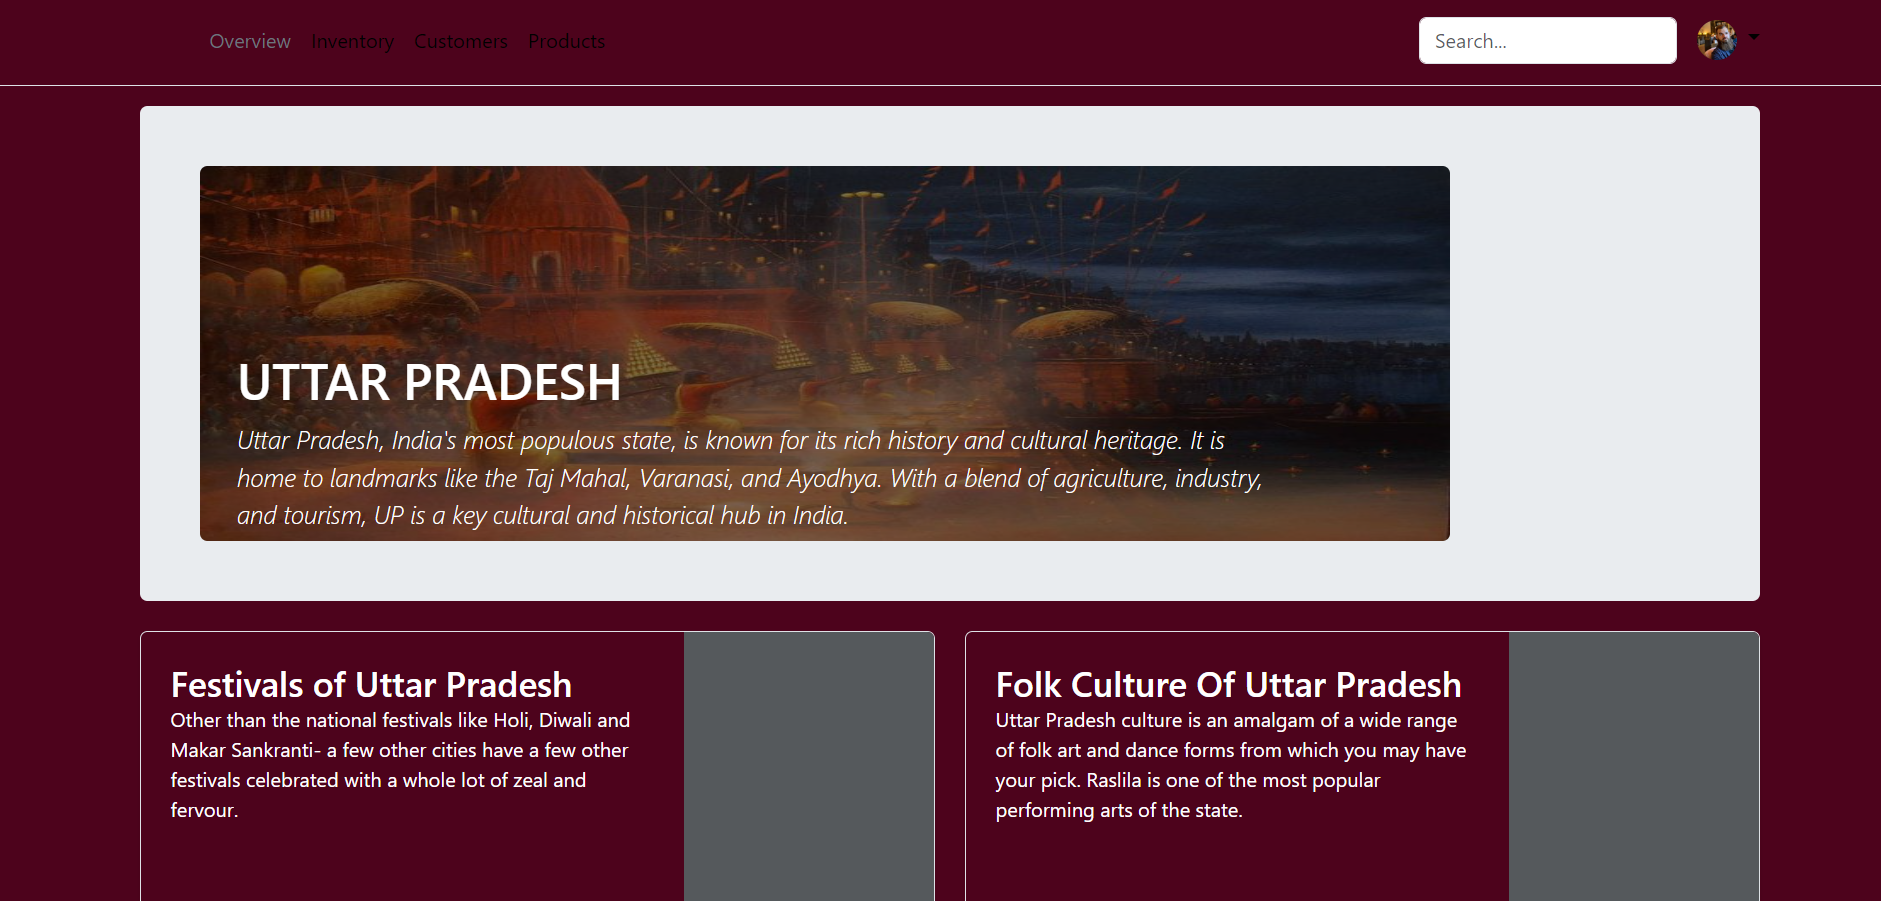 Overview Inventory Customers Products Search...
UTTAR PRADESH
Uttar Pradesh, India's most populous state, is known for its rich history and cultural heritage. It is
home to landmarks like the Taj Mahal, Varanasi, and Ayodhya. With a blend of agriculture, industry,
and tourism, UP is a key cultural and historical hub in India.
Festivals of Uttar Pradesh
Other than the national festivals like Holi, Diwali and
Makar Sankranti- a few other cities have a few other
festivals celebrated with a whole lot of zeal and
fervour.
Folk Culture Of Uttar Pradesh
Uttar Pradesh culture is an amalgam of a wide range
of folk art and dance forms from which you may have
your pick. Raslila is one of the most popular
performing arts of the state.